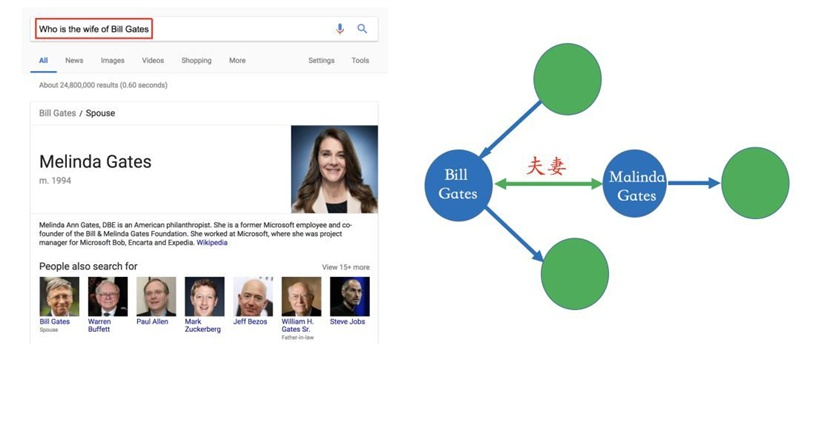 Who is the wife of Bill Gates
All News Images Videos Shopping More Settings Tools
About 24,800,000 results (0.60 seconds)
Bill Gates / Spouse
Melinda Gates
m. 1994
Melinda Ann Gates, DBE is an American philanthropist. She is a former Microsoft employee and co-
founder of the Bill & Melinda Gates Foundation. She worked at Microsoft, where she was project
manager for Microsoft Bob, Encarta and Expedia. Wikipedia
People also search for View 15+ more
Bill Gates
Spouse
Warren
Buffett
Paul Allen
Mark
Zuckerberg
Jeff Bezos
William H.
Gates Sr.
Father-in-law
Steve Jobs
Bill
Gates
夫妻
Malinda
Gates